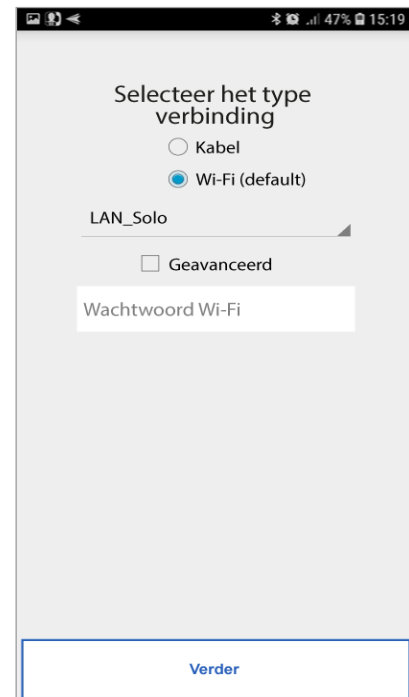 47% 15:19
Selecteer het type
verbinding
Kabel
Wi-Fi (default)
LAN_Solo
Geavanceerd
Wachtwoord Wi-Fi
Verder